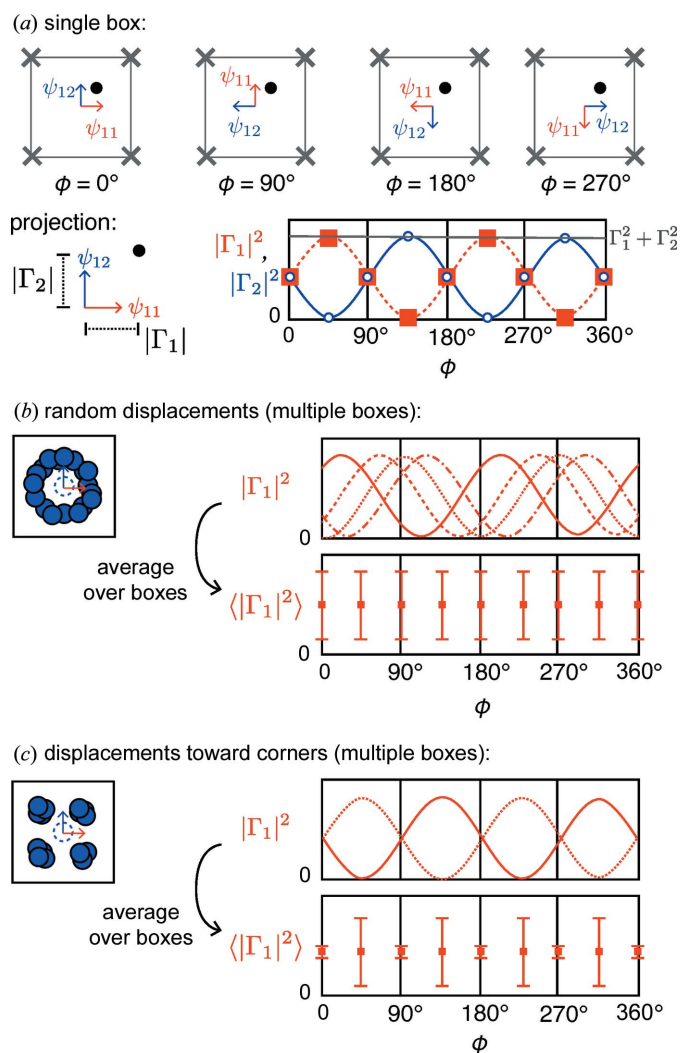 (a) single box:
ψ12 ψ11
ψ11 ψ12
ψ11 ψ12
ψ11 ψ12
ϕ = 0° ϕ = 90° ϕ = 180° ϕ = 270°
projection:
ψ12
|Γ2|
ψ11
|Γ1|
|Γ1|²,
|Γ2|²
Γ1² + Γ2²
0
0 90° 180° 270° 360°
ϕ
(b) random displacements (multiple boxes):
|Γ1|²
0
average
over boxes
⟨|Γ1|²⟩
0
0 90° 180° 270° 360°
ϕ
(c) displacements toward corners (multiple boxes):
|Γ1|²
0
average
over boxes
⟨|Γ1|²⟩
0
0 90° 180° 270° 360°
ϕ